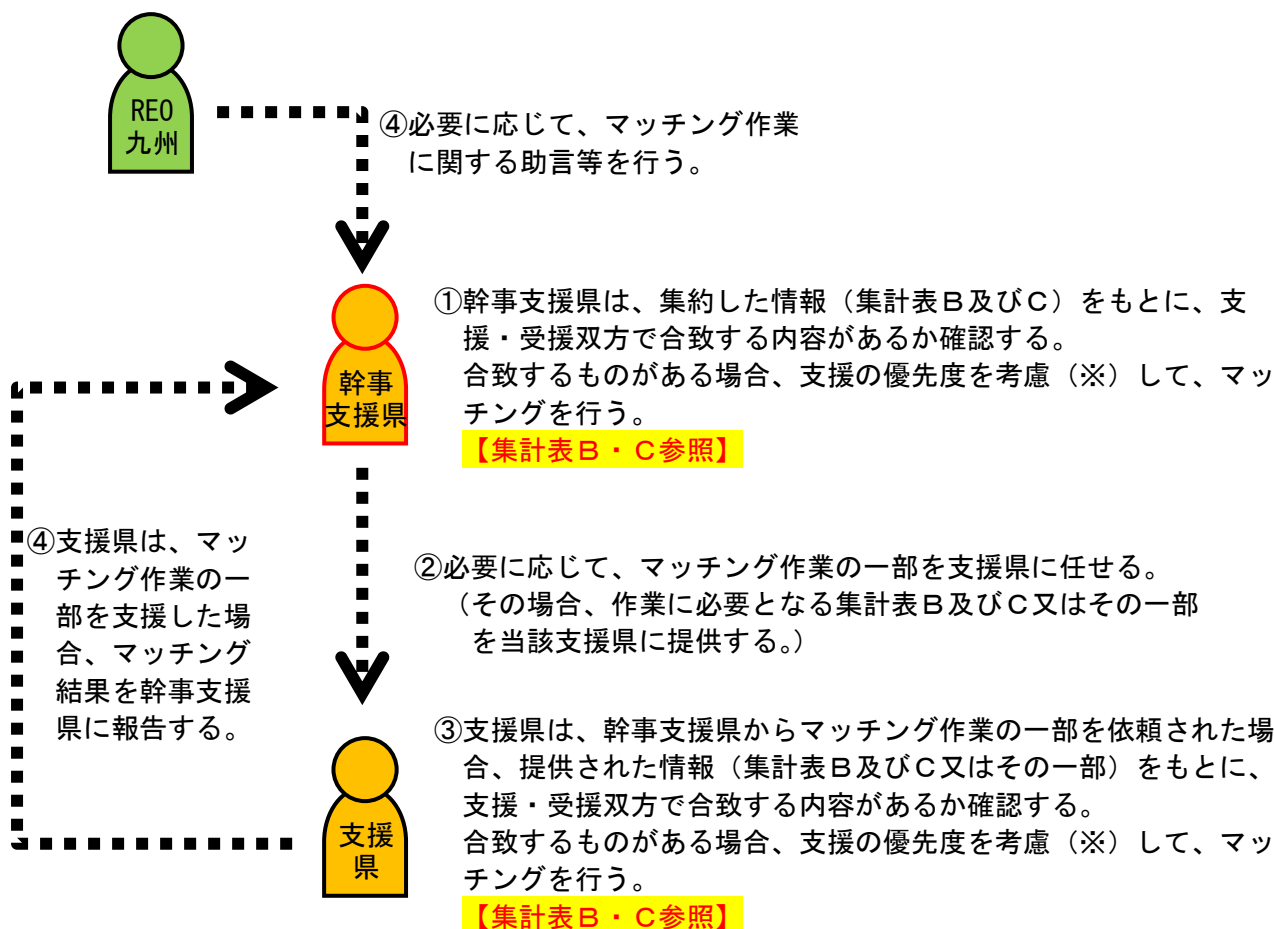 REO
九州
④必要に応じて、マッチング作業
に関する助言等を行う。
①幹事支援県は、集約した情報（集計表Ｂ及びＣ）をもとに、支
援・受援双方で合致する内容があるか確認する。
合致するものがある場合、支援の優先度を考慮（※）して、マッ
チングを行う。
【集計表Ｂ・Ｃ参照】
幹事
支援県
④支援県は、マッ
チング作業の一
部を支援した場
合、マッチング
結果を幹事支援
県に報告する。
②必要に応じて、マッチング作業の一部を支援県に任せる。
（その場合、作業に必要となる集計表Ｂ及びＣ又はその一部
を当該支援県に提供する。）
③支援県は、幹事支援県からマッチング作業の一部を依頼された場
合、提供された情報（集計表Ｂ及びＣ又はその一部）をもとに、
支援・受援双方で合致する内容があるか確認する。
合致するものがある場合、支援の優先度を考慮（※）して、マッ
チングを行う。
【集計表Ｂ・Ｃ参照】
支援
県